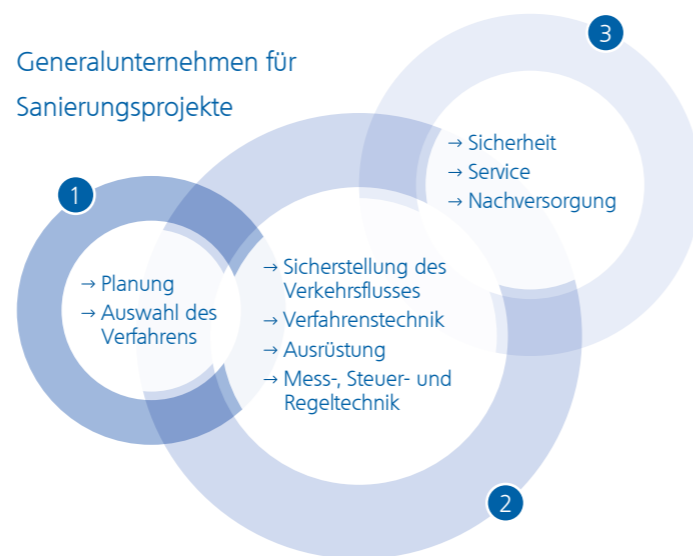 Generalunternehmen für
Sanierungsprojekte
1
→ Planung
→ Auswahl des
Verfahrens
→ Sicherstellung des
Verkehrsflusses
→ Verfahrenstechnik
→ Ausrüstung
→ Mess-, Steuer- und
Regeltechnik
2
3
→ Sicherheit
→ Service
→ Nachversorgung